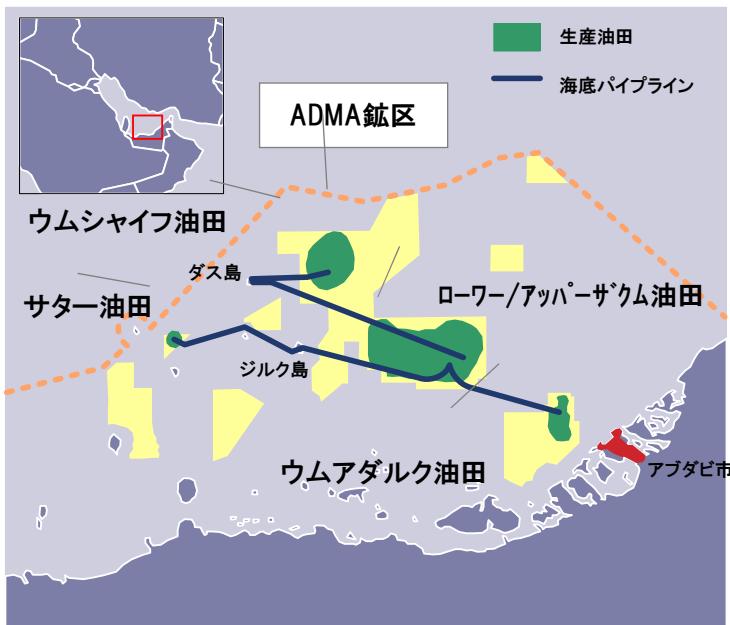 生産油田
海底パイプライン
ADMA鉱区
ウムシャイフ油田
ダス島
サター油田
ローワー/アッパーザクム油田
ジルク島
ウムアダルク油田
アブダビ市